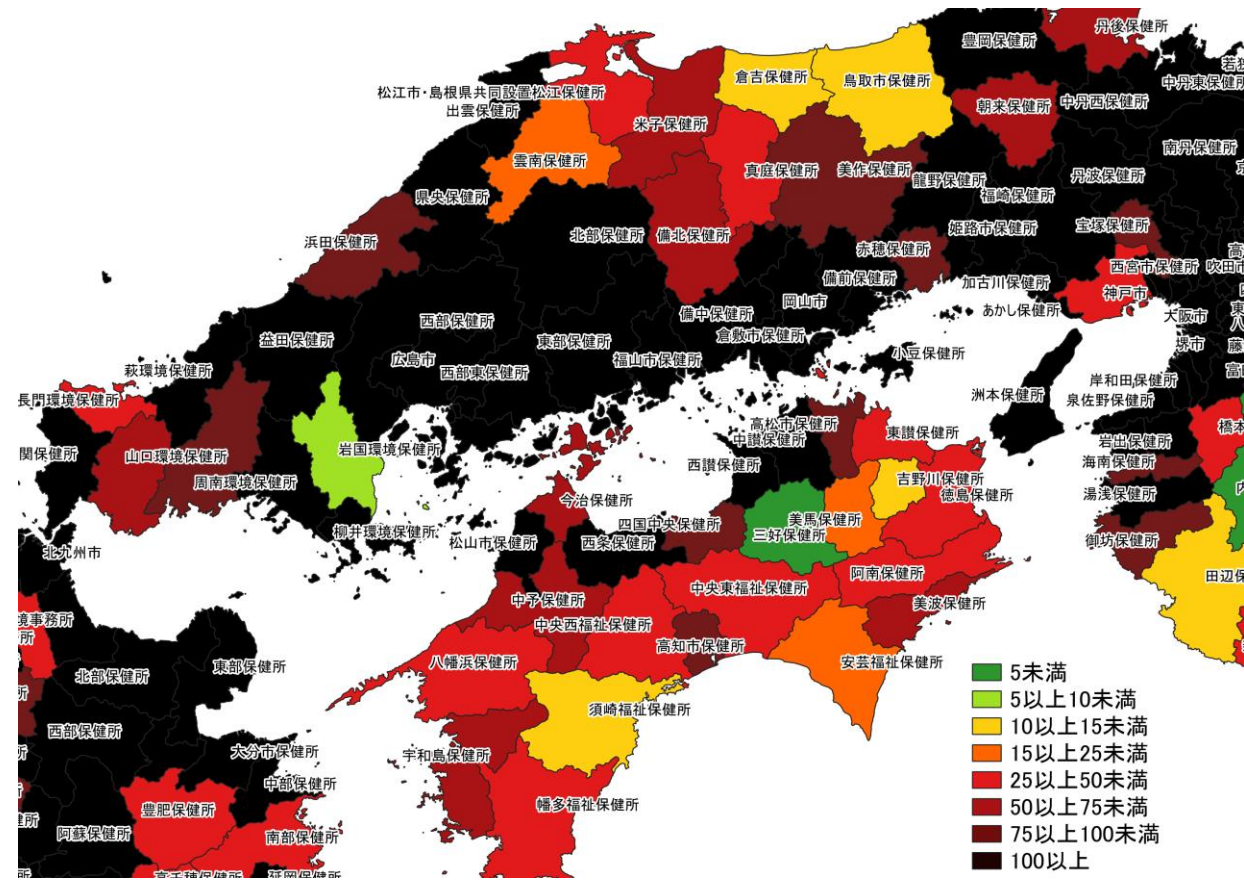 丹後保健所
豊岡保健所
若狭
倉吉保健所
鳥取市保健所
中丹東保健所
松江市・島根県共同設置松江保健所
中丹西保健所
朝来保健所
出雲保健所
米子保健所
南丹保健所
雲南保健所
真庭保健所
美作保健所
龍野保健所
丹波保健所
福崎保健所
県央保健所
宝塚保健所
姫路市保健所
北部保健所
備北保健所
浜田保健所
赤穂保健所
西宮市保健所
吹田市
備前保健所
加古川保健所
神戸市
岡山市
あかし保健所
備中保健所
大阪市
西部保健所
倉敷市保健所
益田保健所
東部保健所
堺市
藤
広島市
福山市保健所
小豆保健所
萩環境保健所
西部東保健所
岸和田保健所
洲本保健所
長門環境保健所
泉佐野保健所
高松市保健所
東讃保健所
橋本
中讃保健所
岩出保健所
岩国環境保健所
関保健所
山口環境保健所
西讃保健所
海南保健所
吉野川保健所
周南環境保健所
徳島保健所
湯浅保健所
今治保健所
美馬保健所
四国中央保健所
柳井環境保健所
三好保健所
松山市保健所
西条保健所
御坊保健所
北九州市
阿南保健所
田辺保
中央東福祉保健所
中予保健所
美波保健所
境事務所
中央西福祉保健所
高知市保健所
八幡浜保健所
安芸福祉保健所
東部保健所
北部保健所
須崎福祉保健所
西部保健所
大分市保健所
宇和島保健所
中部保健所
豊肥保健所
幡多福祉保健所
阿蘇保健所
南部保健所
高千穂保健所
延岡保健所
5未満
5以上10未満
10以上15未満
15以上25未満
25以上50未満
50以上75未満
75以上100未満
100以上